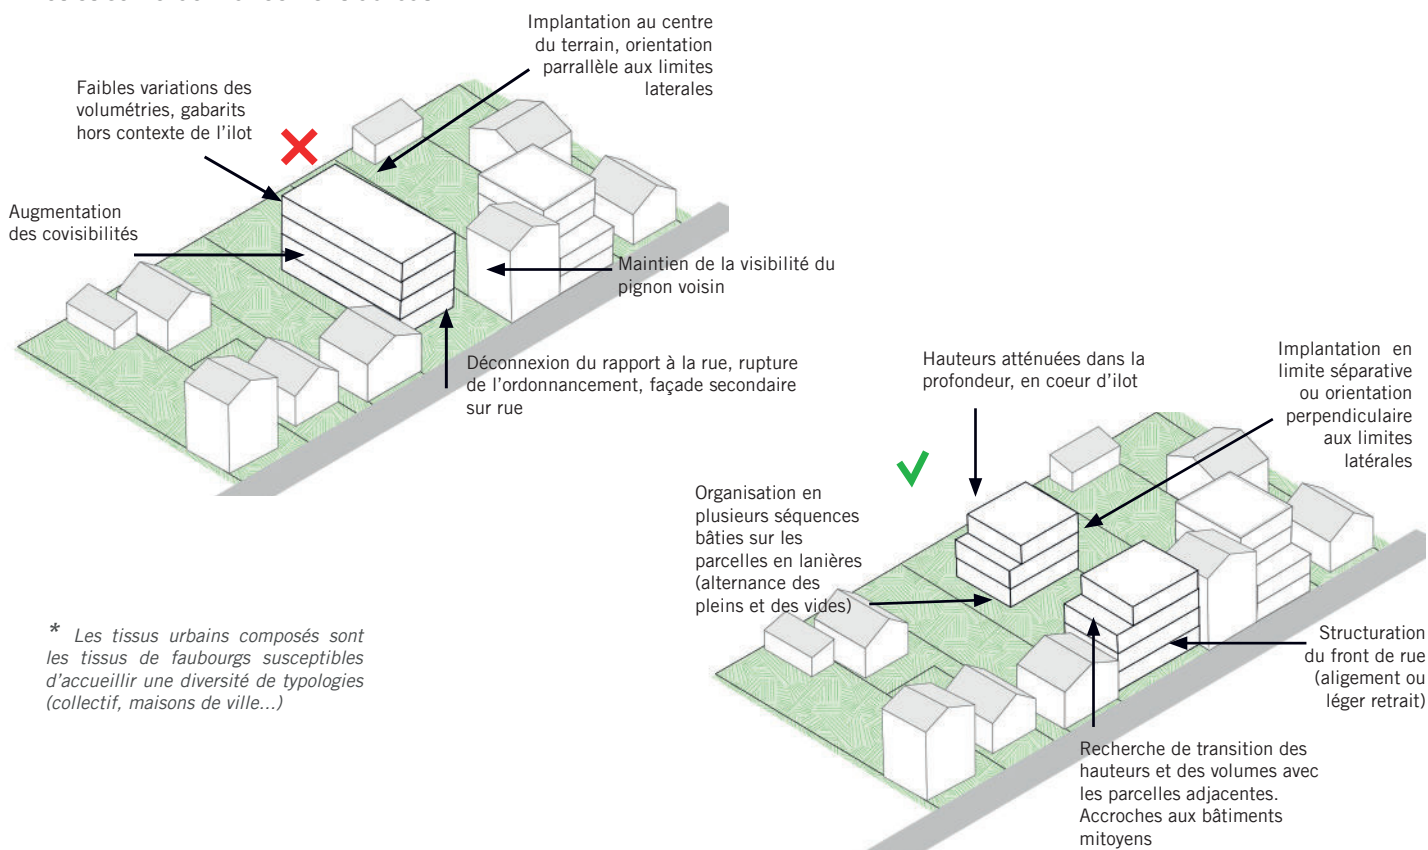 Implantation au centre
du terrain, orientation
parrallèle aux limites
laterales
Faibles variations des
volumétries, gabarits
hors contexte de l’ilot
Augmentation
des covisibilités
Maintien de la visibilité du
pignon voisin
Déconnexion du rapport à la rue, rupture
de l’ordonnancement, façade secondaire
sur rue
Hauteurs atténuées dans la
profondeur, en coeur d’ilot
Implantation en
limite séparative
ou orientation
perpendiculaire
aux limites
latérales
Organisation en
plusieurs séquences
bâties sur les
parcelles en lanières
(alternance des
pleins et des vides)
Structuration
du front de rue
(aligement ou
léger retrait)
Recherche de transition des
hauteurs et des volumes avec
les parcelles adjacentes.
Accroches aux bâtiments
mitoyens
* Les tissus urbains composés sont
les tissus de faubourgs susceptibles
d’accueillir une diversité de typologies
(collectif, maisons de ville...)